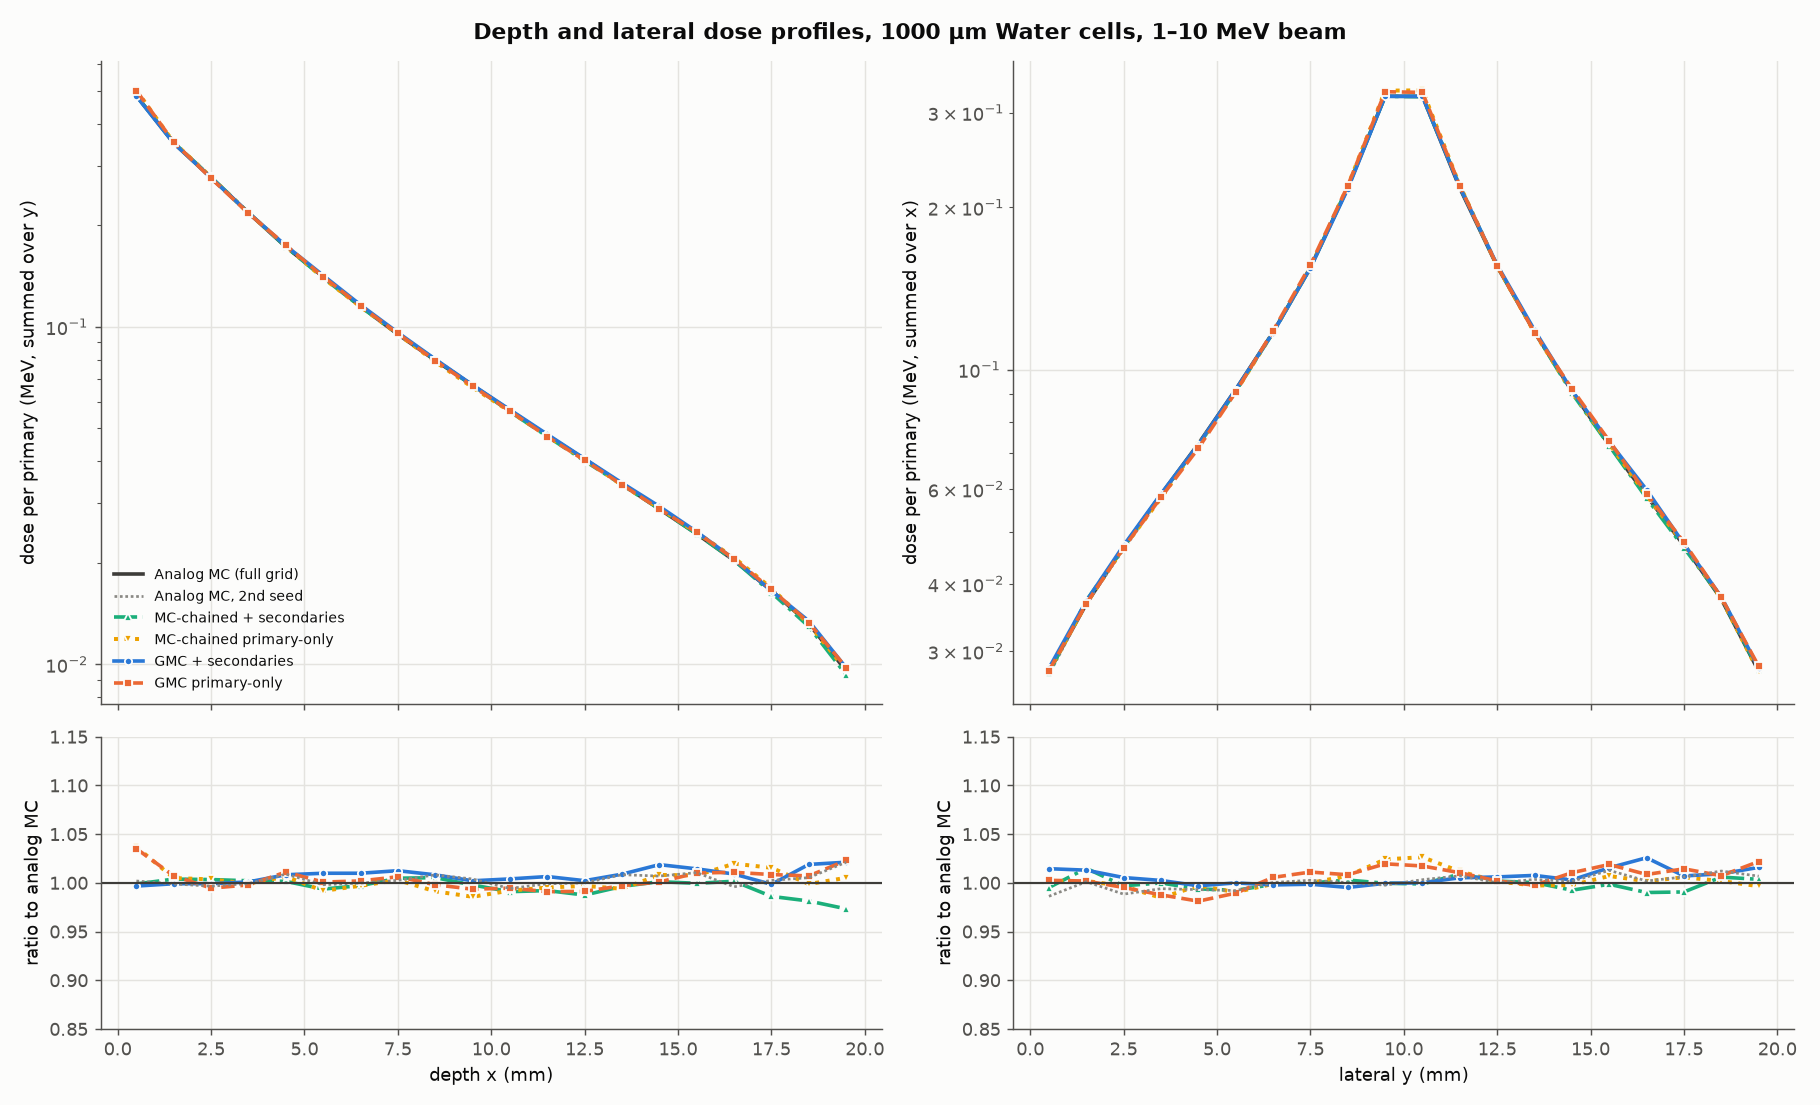 Depth and lateral dose profiles, 1000 µm Water cells, 1–10 MeV beam
dose per primary (MeV, summed over y)
10⁻¹
10⁻²
Analog MC (full grid)
Analog MC, 2nd seed
MC-chained + secondaries
MC-chained primary-only
GMC + secondaries
GMC primary-only
dose per primary (MeV, summed over x)
3 × 10⁻¹
2 × 10⁻¹
10⁻¹
6 × 10⁻²
4 × 10⁻²
3 × 10⁻²
ratio to analog MC
1.15
1.10
1.05
1.00
0.95
0.90
0.85
0.0 2.5 5.0 7.5 10.0 12.5 15.0 17.5 20.0
depth x (mm)
ratio to analog MC
1.15
1.10
1.05
1.00
0.95
0.90
0.85
0.0 2.5 5.0 7.5 10.0 12.5 15.0 17.5 20.0
lateral y (mm)